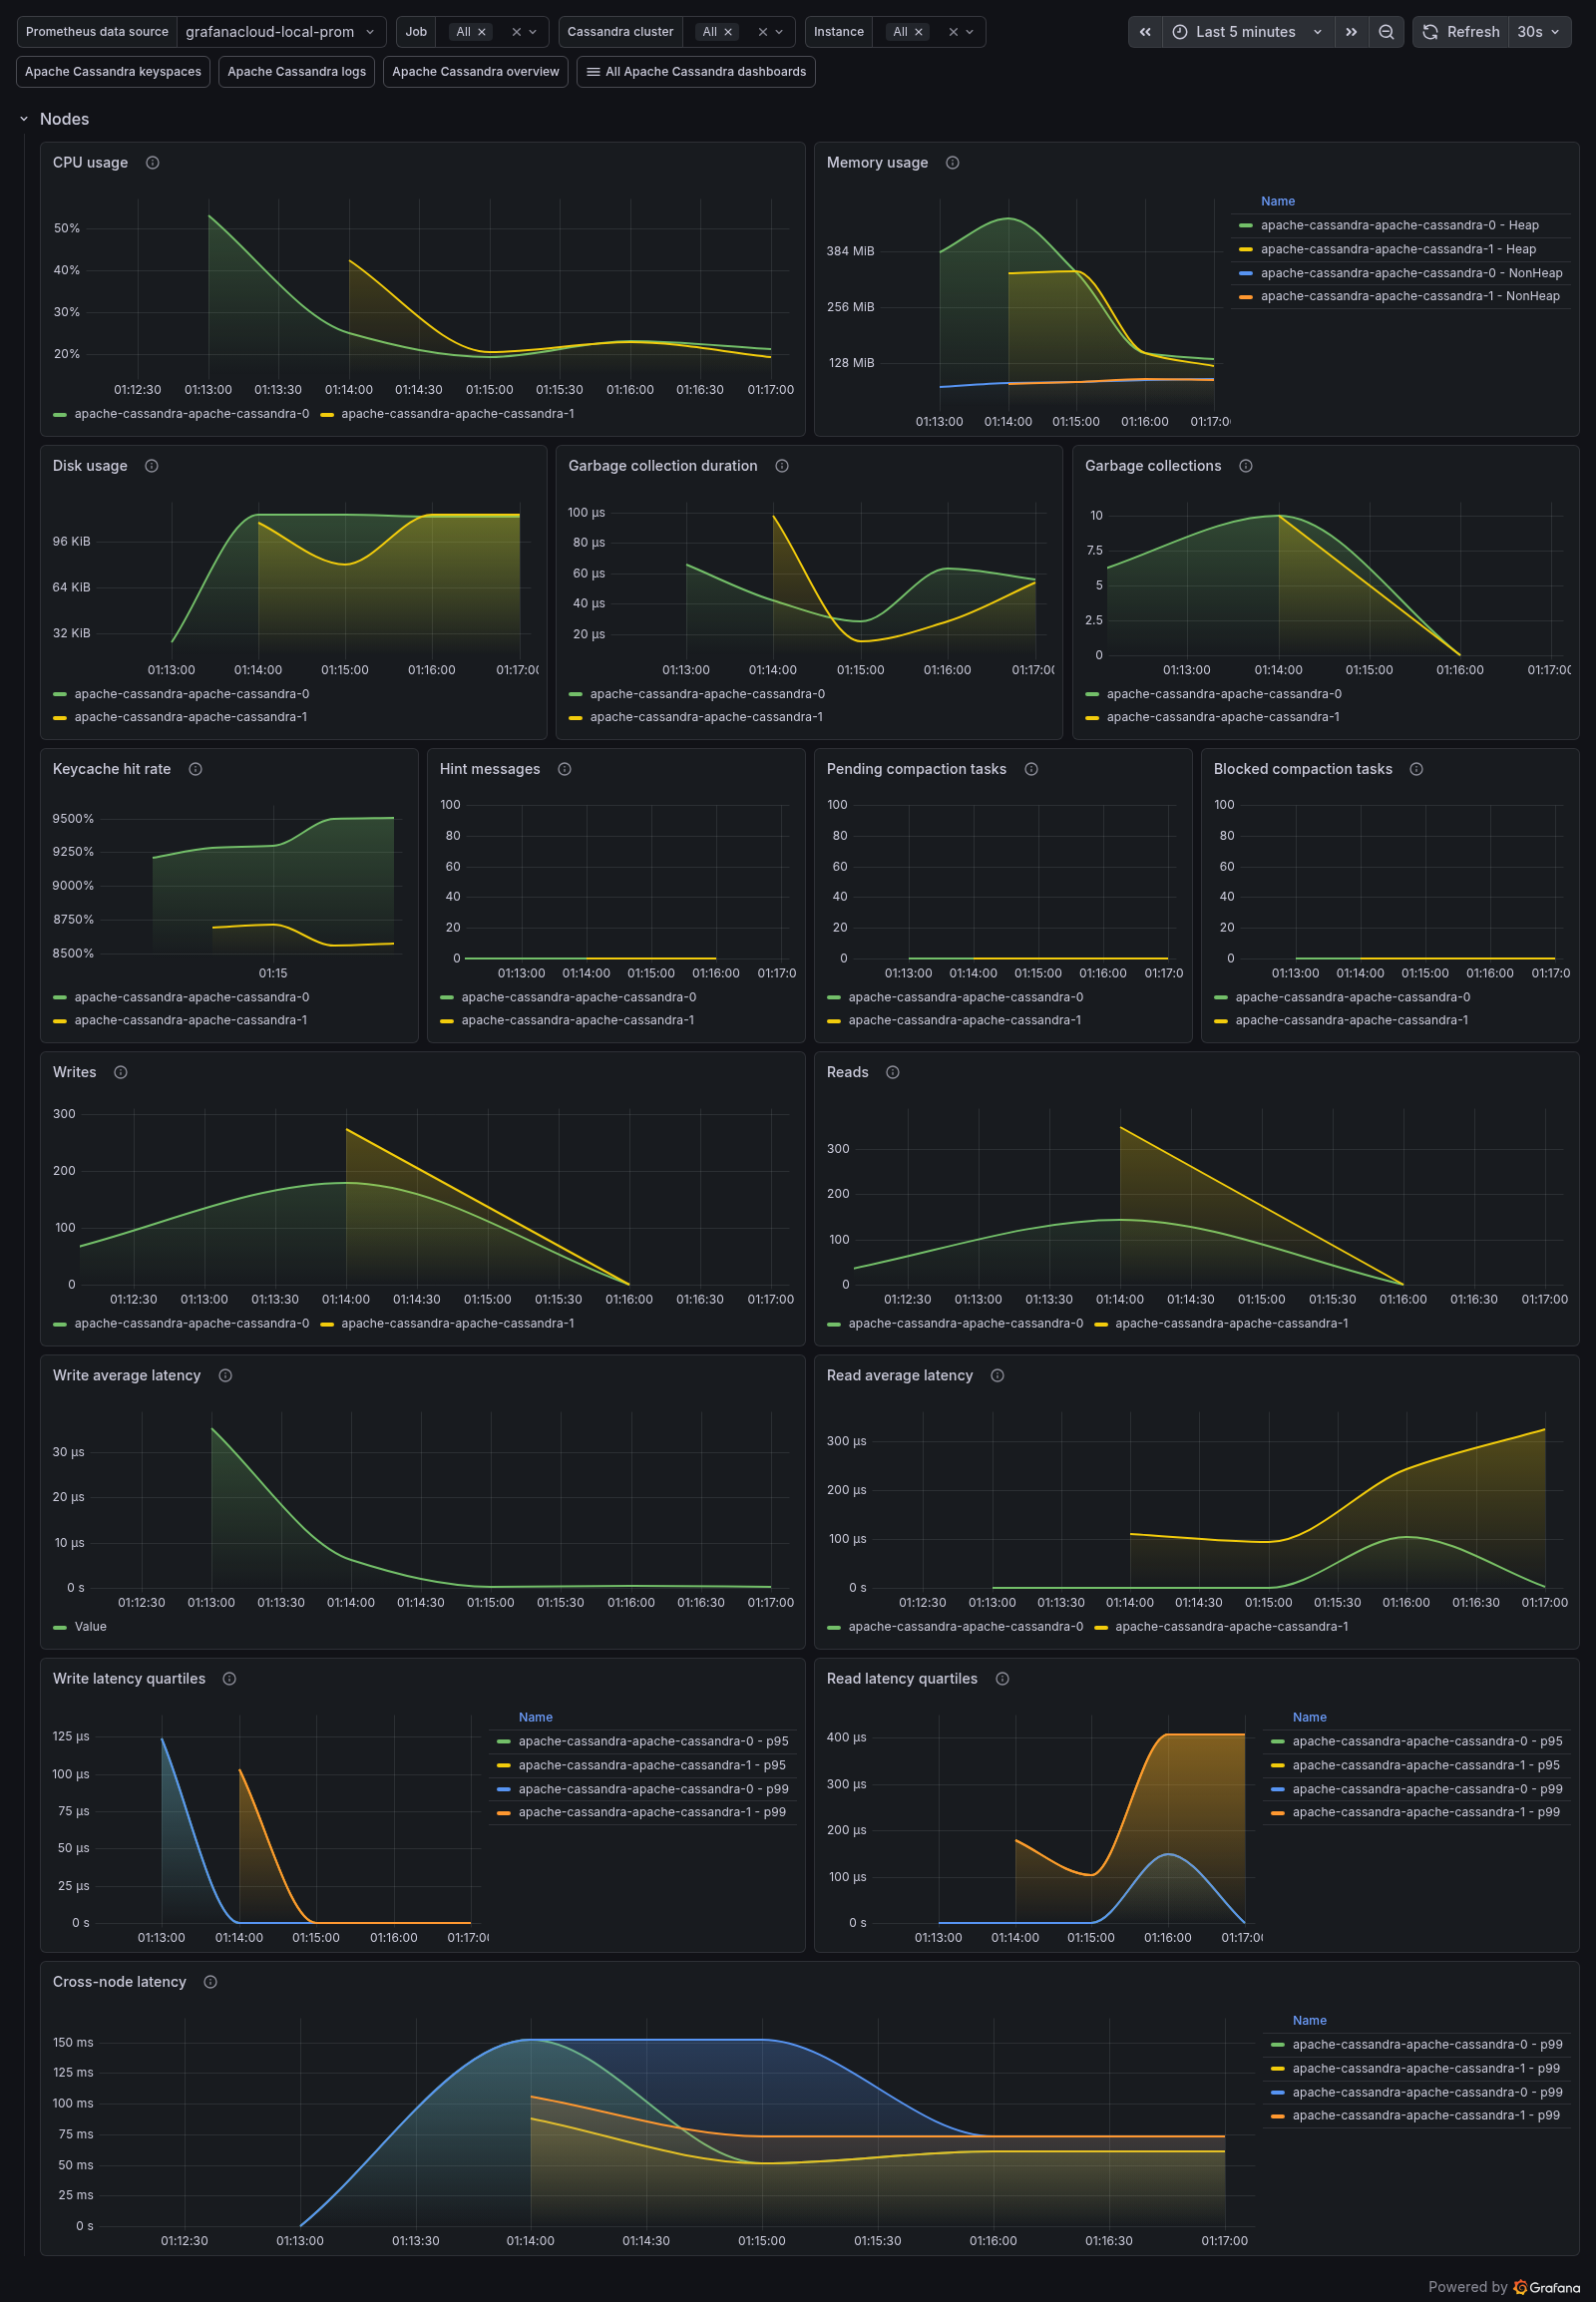 Prometheus data source grafanacloud-local-prom Job All Cassandra cluster All Instance All Last 5 minutes Refresh 30s
Apache Cassandra keyspaces Apache Cassandra logs Apache Cassandra overview All Apache Cassandra dashboards
Nodes
CPU usage
50%
40%
30%
20%
01:12:30 01:13:00 01:13:30 01:14:00 01:14:30 01:15:00 01:15:30 01:16:00 01:16:30 01:17:00
apache-cassandra-apache-cassandra-0 apache-cassandra-apache-cassandra-1
Memory usage
384 MiB
256 MiB
128 MiB
01:13:00 01:14:00 01:15:00 01:16:00 01:17:0
Name
apache-cassandra-apache-cassandra-0 - Heap
apache-cassandra-apache-cassandra-1 - Heap
apache-cassandra-apache-cassandra-0 - NonHeap
apache-cassandra-apache-cassandra-1 - NonHeap
Disk usage
96 KiB
64 KiB
32 KiB
01:13:00 01:14:00 01:15:00 01:16:00 01:17:00
apache-cassandra-apache-cassandra-0
apache-cassandra-apache-cassandra-1
Garbage collection duration
100 µs
80 µs
60 µs
40 µs
20 µs
01:13:00 01:14:00 01:15:00 01:16:00 01:17:00
apache-cassandra-apache-cassandra-0
apache-cassandra-apache-cassandra-1
Garbage collections
10
7.5
5
2.5
0
01:13:00 01:14:00 01:15:00 01:16:00 01:17:00
apache-cassandra-apache-cassandra-0
apache-cassandra-apache-cassandra-1
Keycache hit rate
9500%
9250%
9000%
8750%
8500%
01:15
apache-cassandra-apache-cassandra-0
apache-cassandra-apache-cassandra-1
Hint messages
100
80
60
40
20
0
01:13:00 01:14:00 01:15:00 01:16:00 01:17:0
apache-cassandra-apache-cassandra-0
apache-cassandra-apache-cassandra-1
Pending compaction tasks
100
80
60
40
20
0
01:13:00 01:14:00 01:15:00 01:16:00 01:17:0
apache-cassandra-apache-cassandra-0
apache-cassandra-apache-cassandra-1
Blocked compaction tasks
100
80
60
40
20
0
01:13:00 01:14:00 01:15:00 01:16:00 01:17:0
apache-cassandra-apache-cassandra-0
apache-cassandra-apache-cassandra-1
Writes
300
200
100
0
01:12:30 01:13:00 01:13:30 01:14:00 01:14:30 01:15:00 01:15:30 01:16:00 01:16:30 01:17:00
apache-cassandra-apache-cassandra-0 apache-cassandra-apache-cassandra-1
Reads
300
200
100
0
01:12:30 01:13:00 01:13:30 01:14:00 01:14:30 01:15:00 01:15:30 01:16:00 01:16:30 01:17:00
apache-cassandra-apache-cassandra-0 apache-cassandra-apache-cassandra-1
Write average latency
30 µs
20 µs
10 µs
0 s
01:12:30 01:13:00 01:13:30 01:14:00 01:14:30 01:15:00 01:15:30 01:16:00 01:16:30 01:17:00
Value
Read average latency
300 µs
200 µs
100 µs
0 s
01:12:30 01:13:00 01:13:30 01:14:00 01:14:30 01:15:00 01:15:30 01:16:00 01:16:30 01:17:00
apache-cassandra-apache-cassandra-0 apache-cassandra-apache-cassandra-1
Write latency quartiles
125 µs
100 µs
75 µs
50 µs
25 µs
0 s
01:13:00 01:14:00 01:15:00 01:16:00 01:17:00
Name
apache-cassandra-apache-cassandra-0 - p95
apache-cassandra-apache-cassandra-1 - p95
apache-cassandra-apache-cassandra-0 - p99
apache-cassandra-apache-cassandra-1 - p99
Read latency quartiles
400 µs
300 µs
200 µs
100 µs
0 s
01:13:00 01:14:00 01:15:00 01:16:00 01:17:00
Name
apache-cassandra-apache-cassandra-0 - p95
apache-cassandra-apache-cassandra-1 - p95
apache-cassandra-apache-cassandra-0 - p99
apache-cassandra-apache-cassandra-1 - p99
Cross-node latency
150 ms
125 ms
100 ms
75 ms
50 ms
25 ms
0 s
01:12:30 01:13:00 01:13:30 01:14:00 01:14:30 01:15:00 01:15:30 01:16:00 01:16:30 01:17:00
Name
apache-cassandra-apache-cassandra-0 - p99
apache-cassandra-apache-cassandra-1 - p99
apache-cassandra-apache-cassandra-0 - p99
apache-cassandra-apache-cassandra-1 - p99
Powered by Grafana